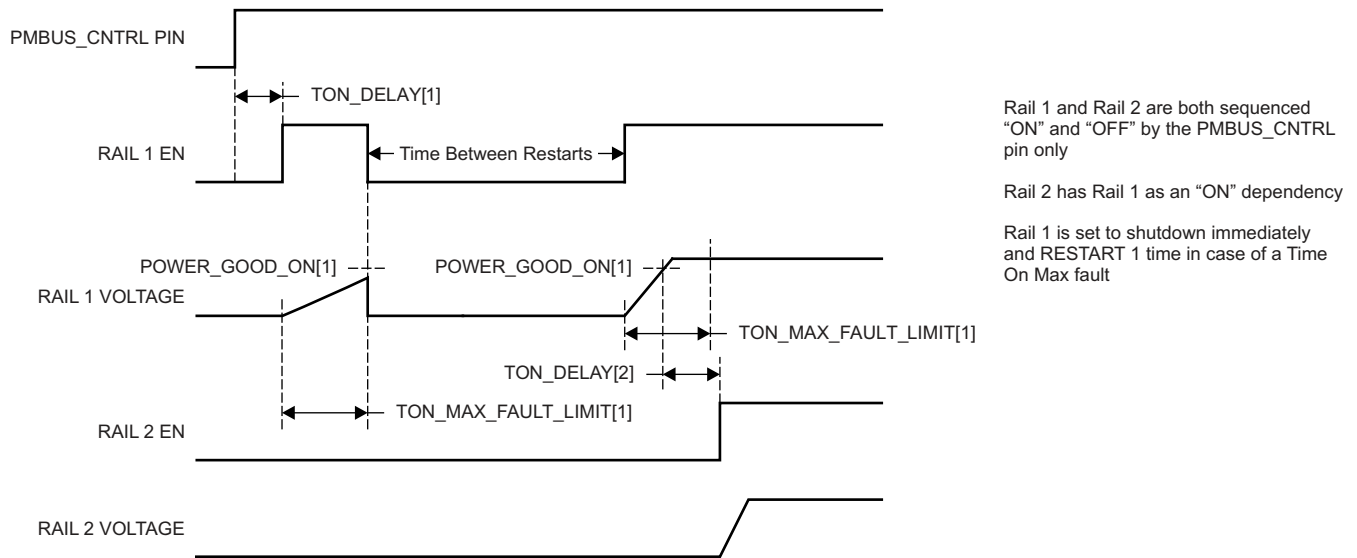 PMBUS_CNTRL PIN
TON_DELAY[1]
RAIL 1 EN
Time Between Restarts
POWER_GOOD_ON[1]
POWER_GOOD_ON[1]
RAIL 1 VOLTAGE
TON_MAX_FAULT_LIMIT[1]
TON_DELAY[2]
TON_MAX_FAULT_LIMIT[1]
RAIL 2 EN
RAIL 2 VOLTAGE
Rail 1 and Rail 2 are both sequenced
“ON” and “OFF” by the PMBUS_CNTRL
pin only
Rail 2 has Rail 1 as an “ON” dependency
Rail 1 is set to shutdown immediately
and RESTART 1 time in case of a Time
On Max fault